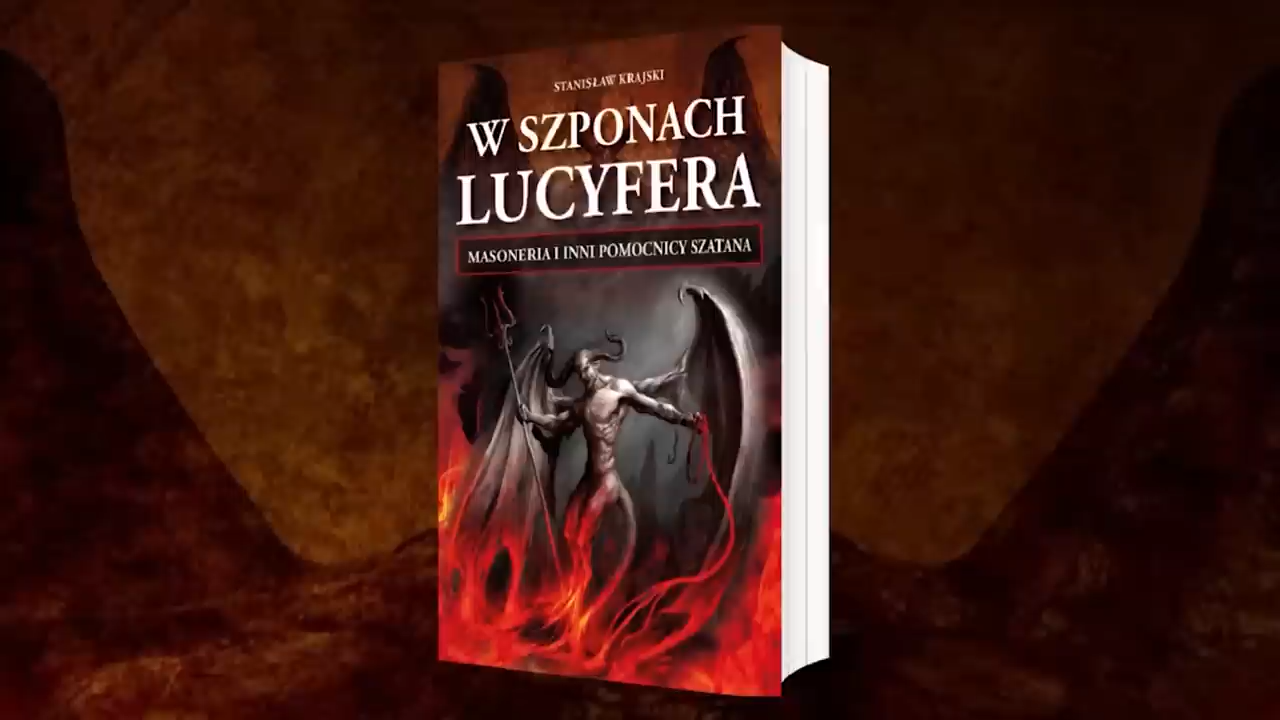 STANISŁAW KRAJSKI
W SZPONACH
LUCYFERA
MASONERIA I INNI POMOCNICY SZATANA